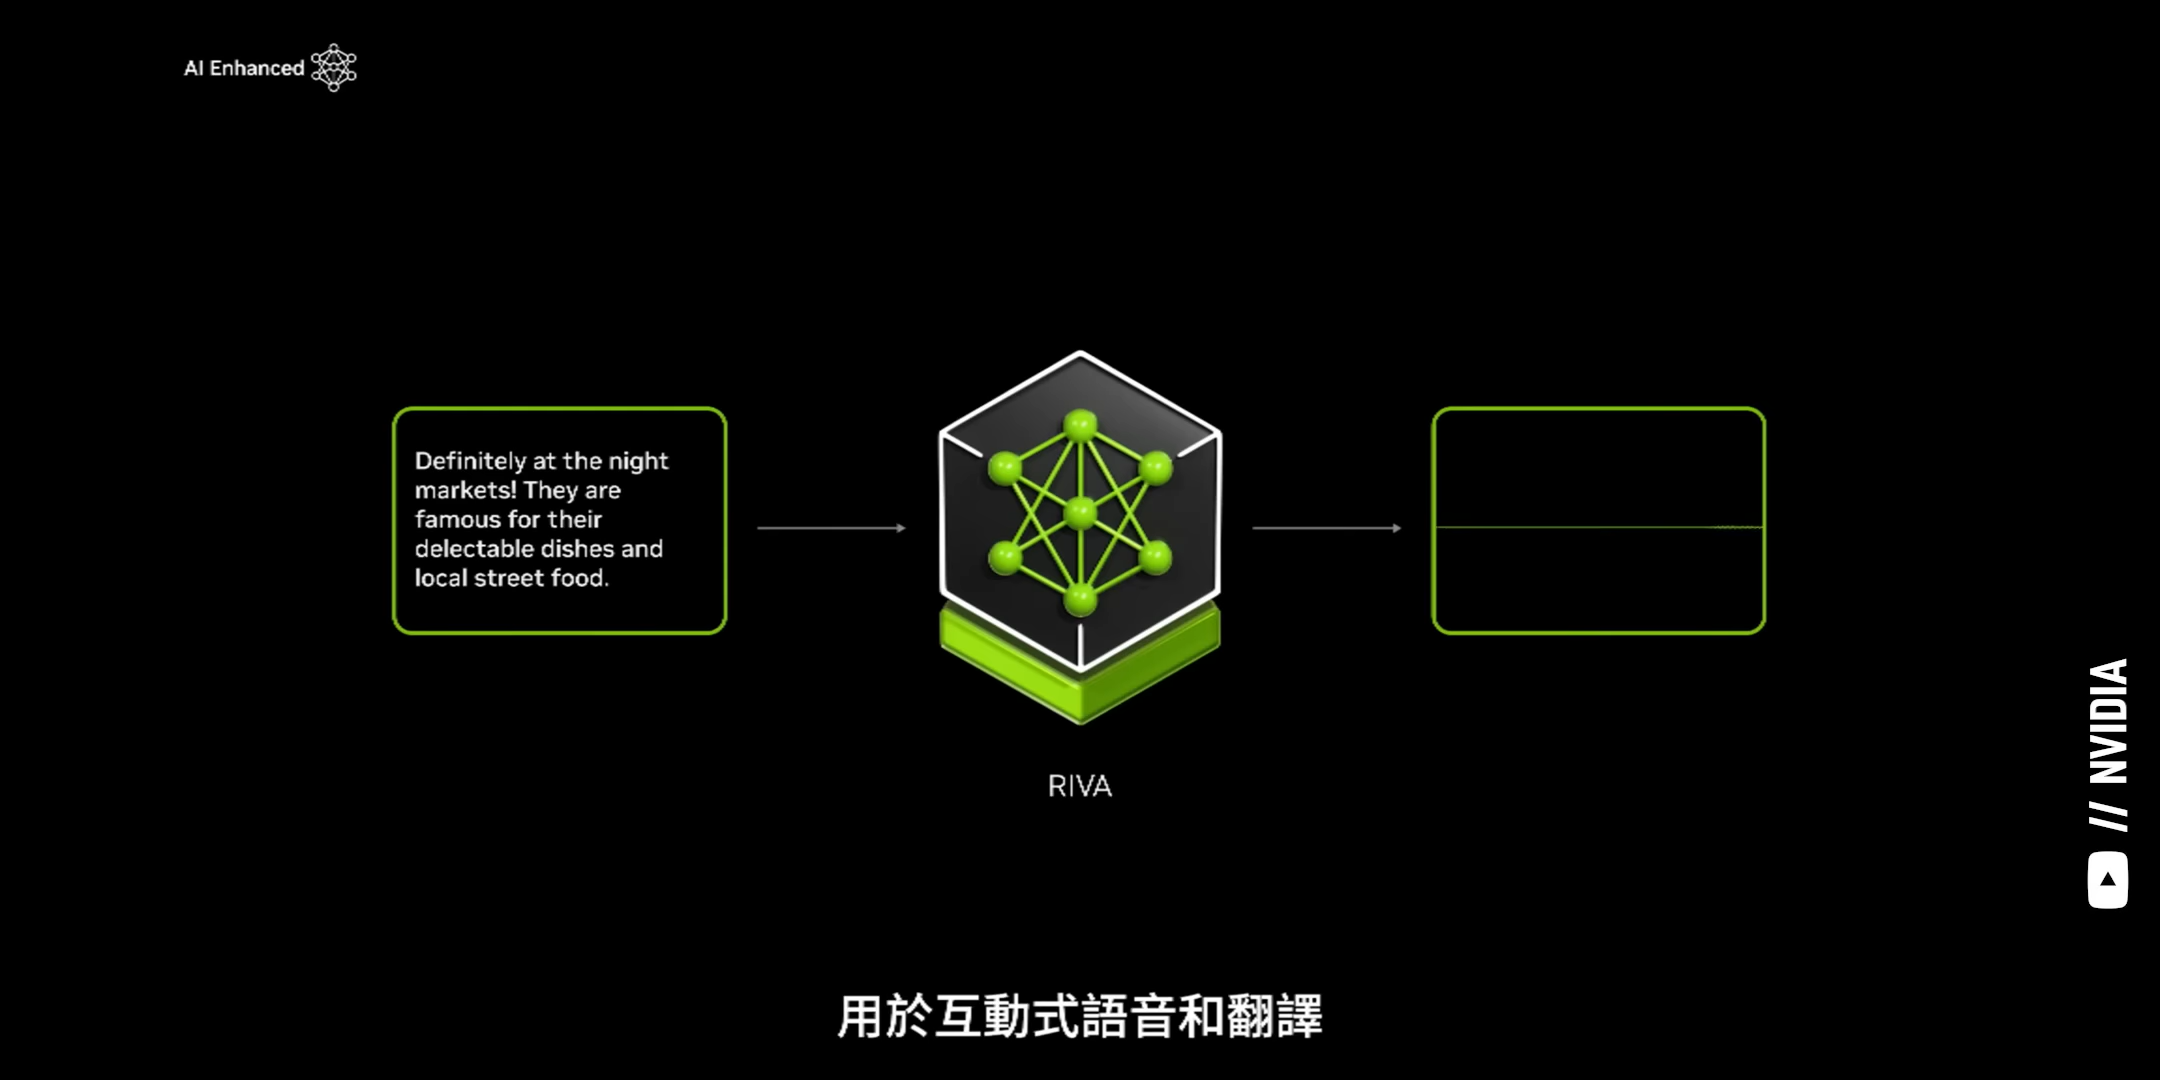 AI Enhanced
Definitely at the night
markets! They are
famous for their
delectable dishes and
local street food.
RIVA
用於互動式語音和翻譯
// NVIDIA